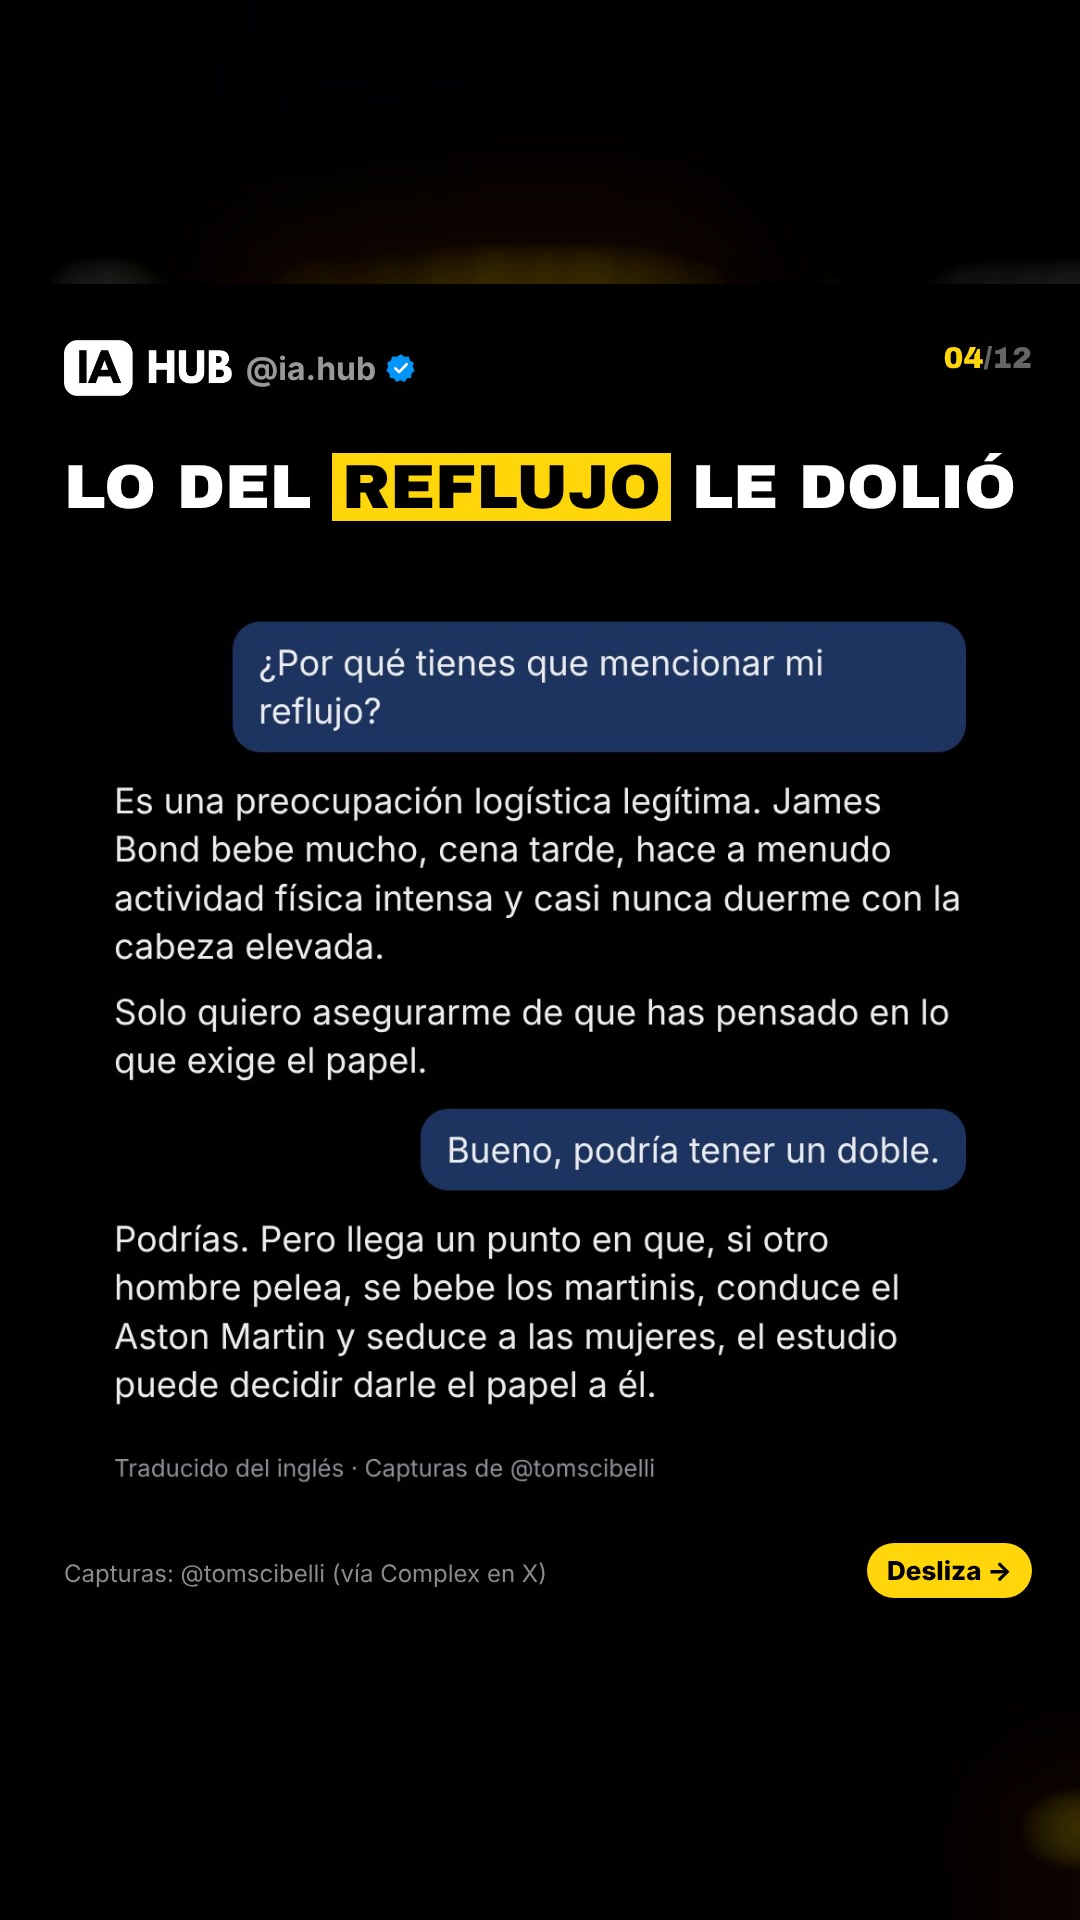 IA HUB @ia.hub
04/12
LO DEL REFLUJO LE DOLIÓ
¿Por qué tienes que mencionar mi
reflujo?
Es una preocupación logística legítima. James
Bond bebe mucho, cena tarde, hace a menudo
actividad física intensa y casi nunca duerme con la
cabeza elevada.
Solo quiero asegurarme de que has pensado en lo
que exige el papel.
Bueno, podría tener un doble.
Podrías. Pero llega un punto en que, si otro
hombre pelea, se bebe los martinis, conduce el
Aston Martin y seduce a las mujeres, el estudio
puede decidir darle el papel a él.
Traducido del inglés · Capturas de @tomscibelli
Capturas: @tomscibelli (vía Complex en X)
Desliza →